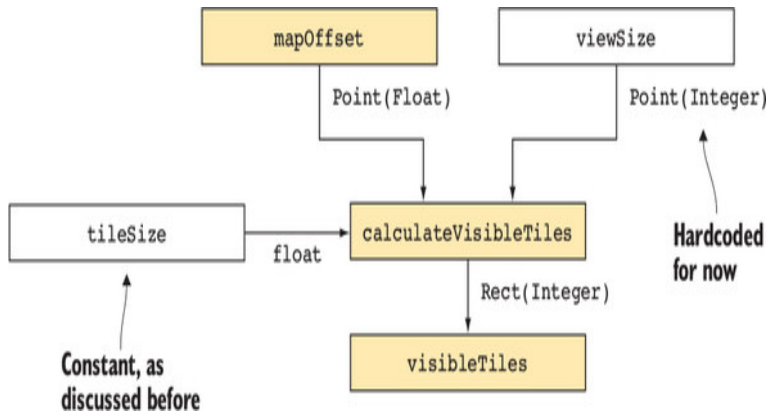 mapOffset
viewSize
Point(Float)
Point(Integer)
tileSize
float
calculateVisibleTiles
Hardcoded
for now
Rect(Integer)
Constant, as
discussed before
visibleTiles